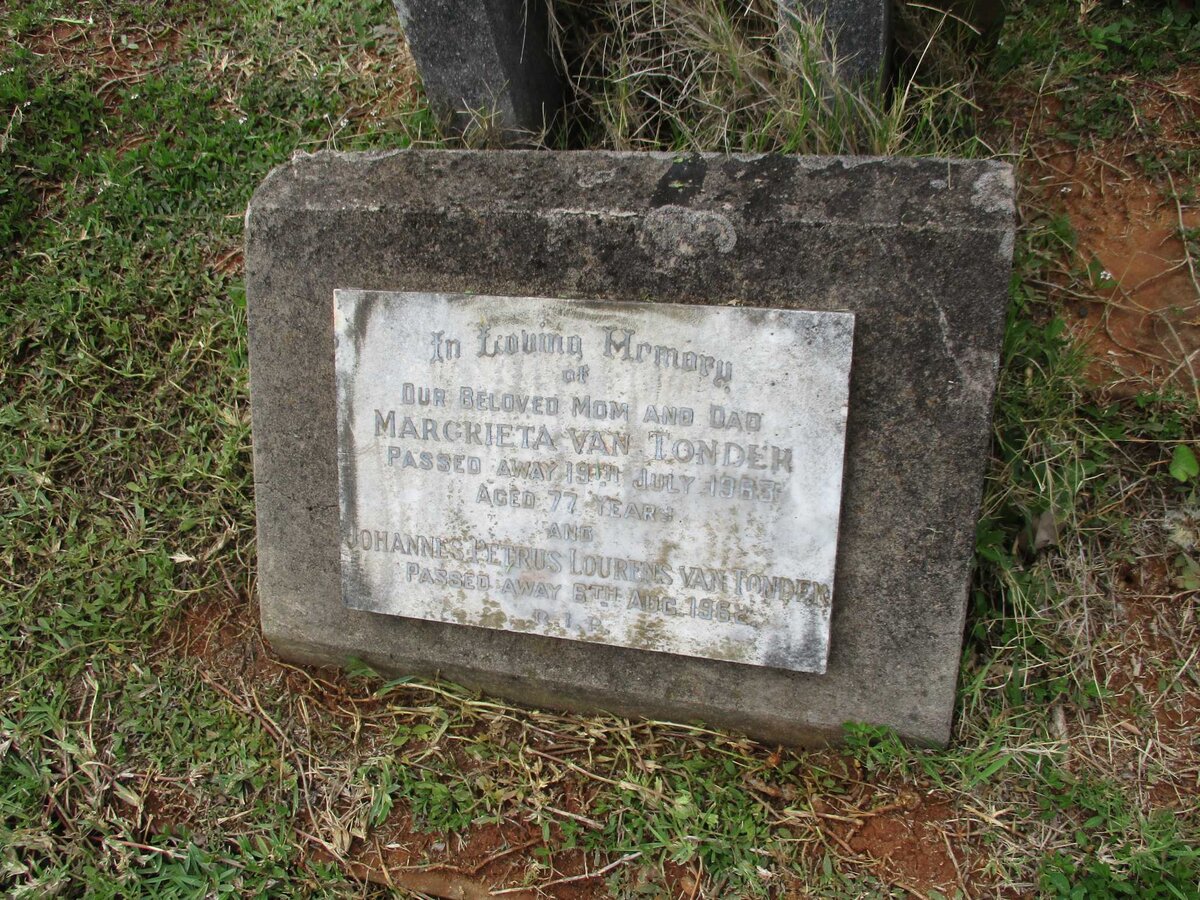 In Loving Memory
of
OUR BELOVED MOM AND DAD
MARGRIETA VAN TONDER
PASSED AWAY 19TH JULY 1963
AGED 77 YEARS
AND
JOHANNES PETRUS LOURENS VAN TONDER
PASSED AWAY 6TH AUG.
R.I.P.